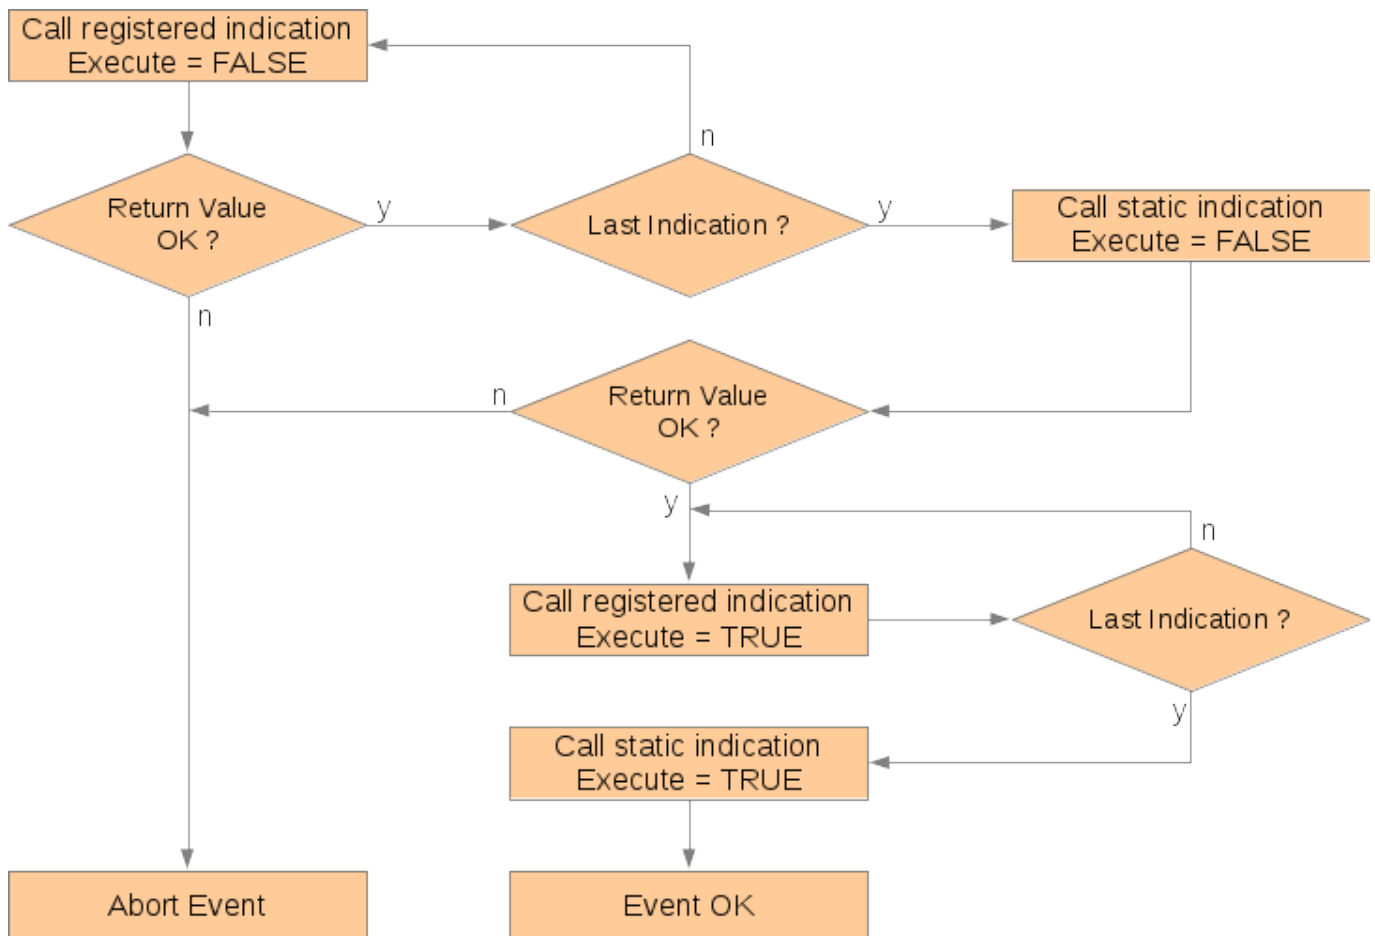 Call registered indication
Execute = FALSE
n
Return Value
OK ?
y
Last Indication ?
y
Call static indication
Execute = FALSE
n
n
Return Value
OK ?
y
n
Call registered indication
Execute = TRUE
Last Indication ?
y
Call static indication
Execute = TRUE
Abort Event
Event OK